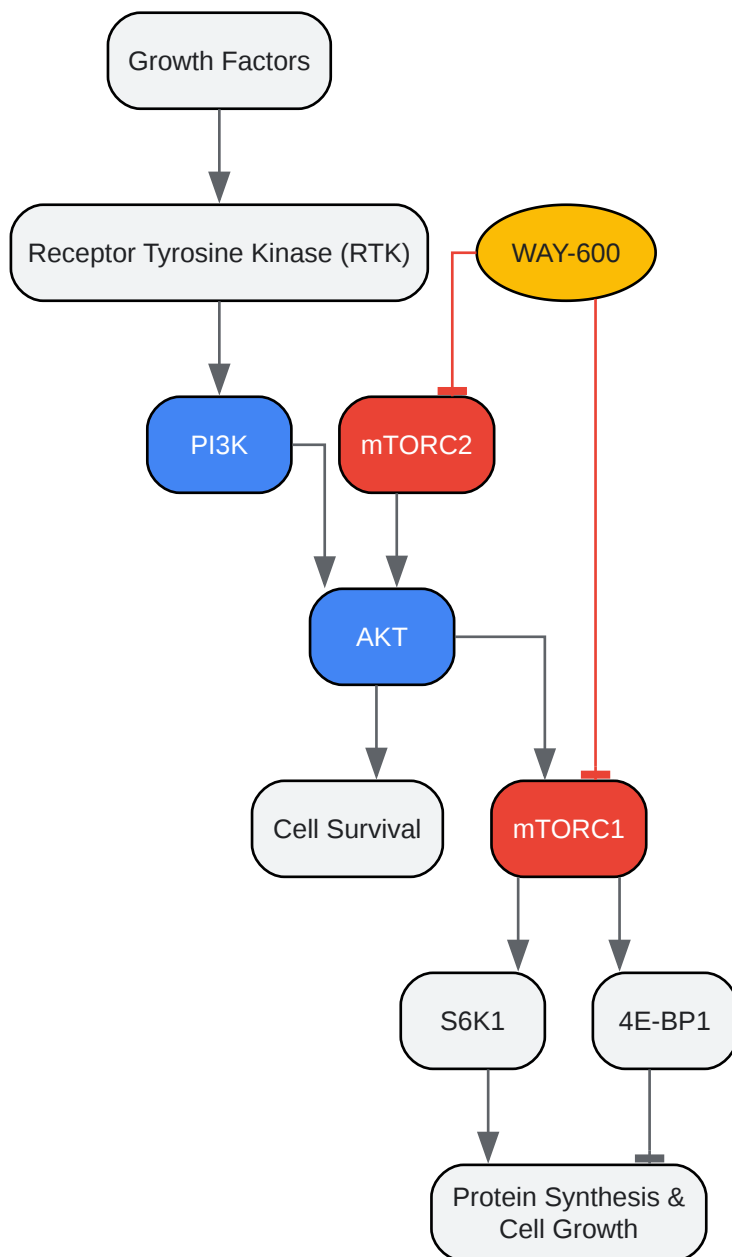 Growth Factors
Receptor Tyrosine Kinase (RTK)
WAY-600
PI3K
mTORC2
AKT
Cell Survival
mTORC1
S6K1
4E-BP1
Protein Synthesis &
Cell Growth